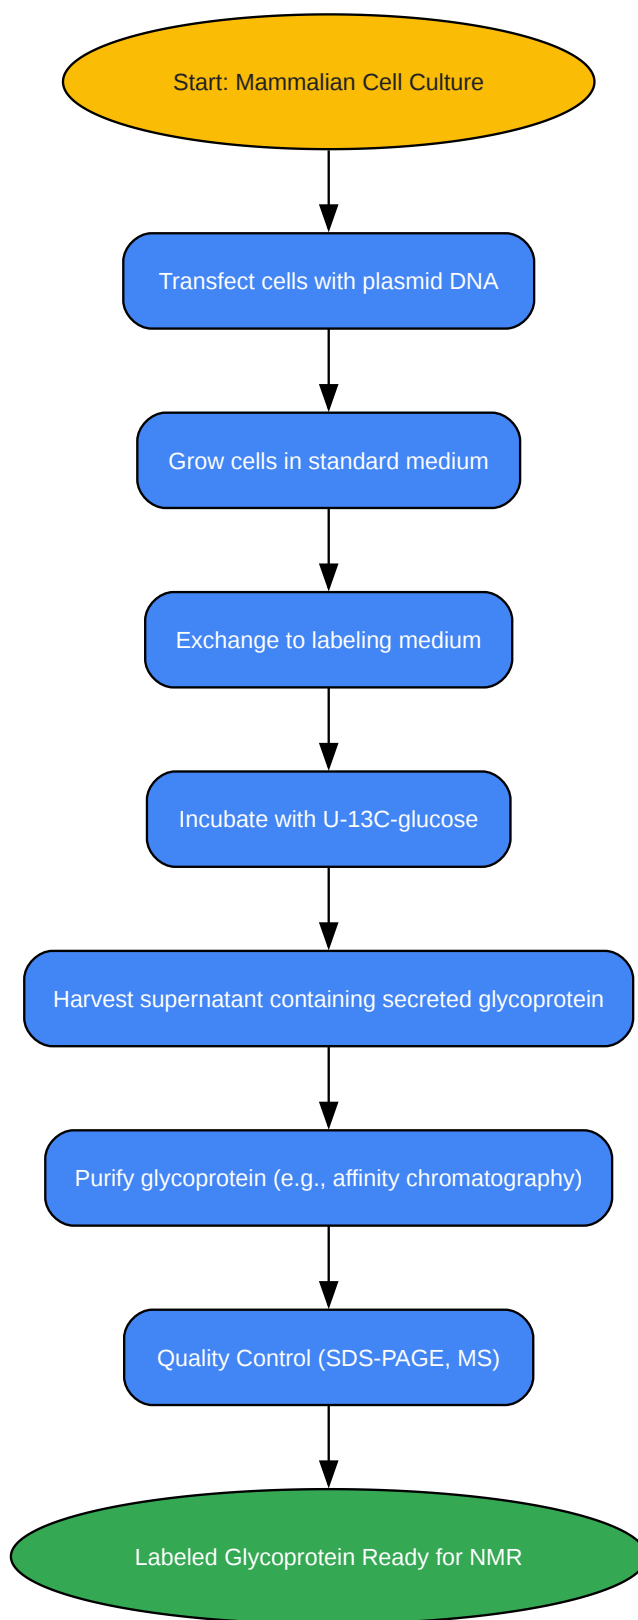 Start: Mammalian Cell Culture
Transfect cells with plasmid DNA
Grow cells in standard medium
Exchange to labeling medium
Incubate with U-13C-glucose
Harvest supernatant containing secreted glycoprotein
Purify glycoprotein (e.g., affinity chromatography)
Quality Control (SDS-PAGE, MS)
Labeled Glycoprotein Ready for NMR